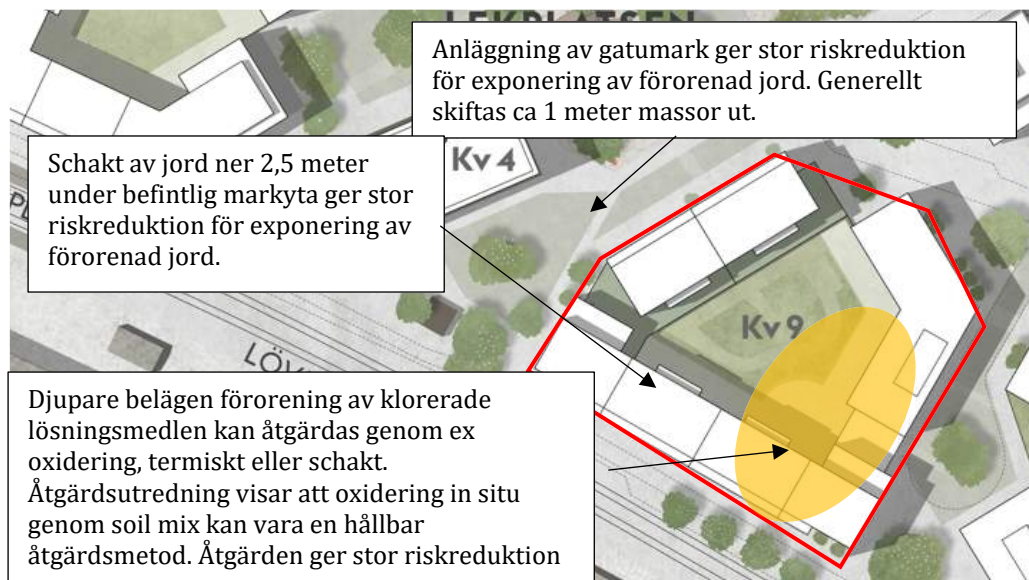 LEKPLATSEN
Anläggning av gatumark ger stor riskreduktion
för exponering av förorenad jord. Generellt
skiftas ca 1 meter massor ut.
Schakt av jord ner 2,5 meter
under befintlig markyta ger stor
riskreduktion för exponering av
förorenad jord.
Kv 4
Kv 9
LÖV
Djupare belägen förorening av klorerade
lösningsmedlen kan åtgärdas genom ex
oxidering, termiskt eller schakt.
Åtgärdsutredning visar att oxidering in situ
genom soil mix kan vara en hållbar
åtgärdsmetod. Åtgärden ger stor riskreduktion